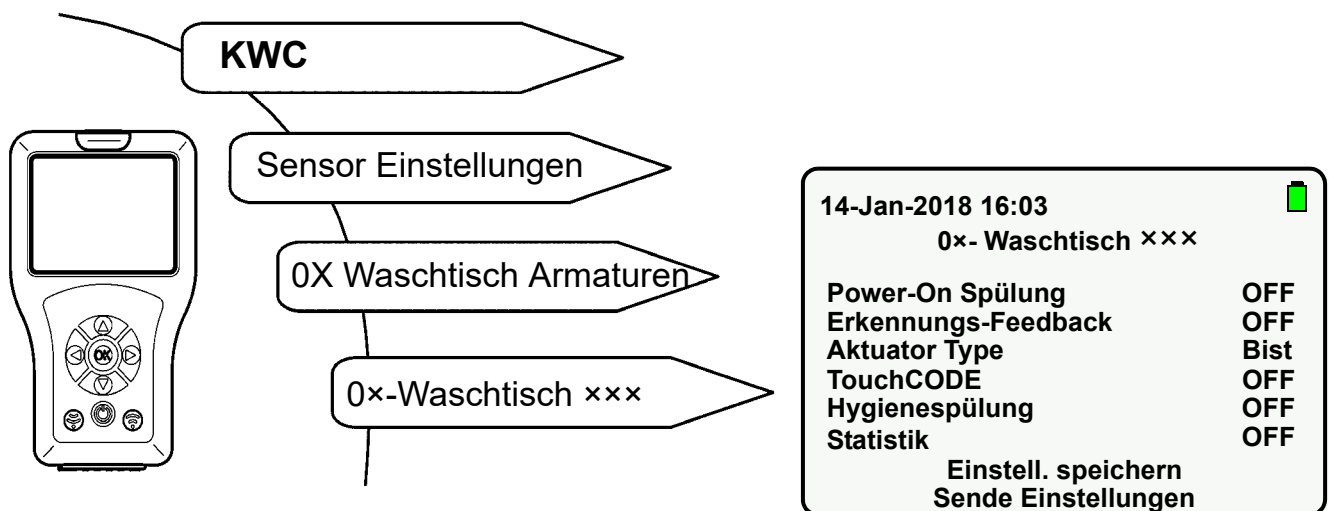 KWC
Sensor Einstellungen
0X Waschtisch Armaturen
0×-Waschtisch ×××
OK
14-Jan-2018 16:03
0×- Waschtisch ×××
Power-On Spülung OFF
Erkennungs-Feedback OFF
Aktuator Type Bist
TouchCODE OFF
Hygienespülung OFF
Statistik OFF
Einstell. speichern
Sende Einstellungen